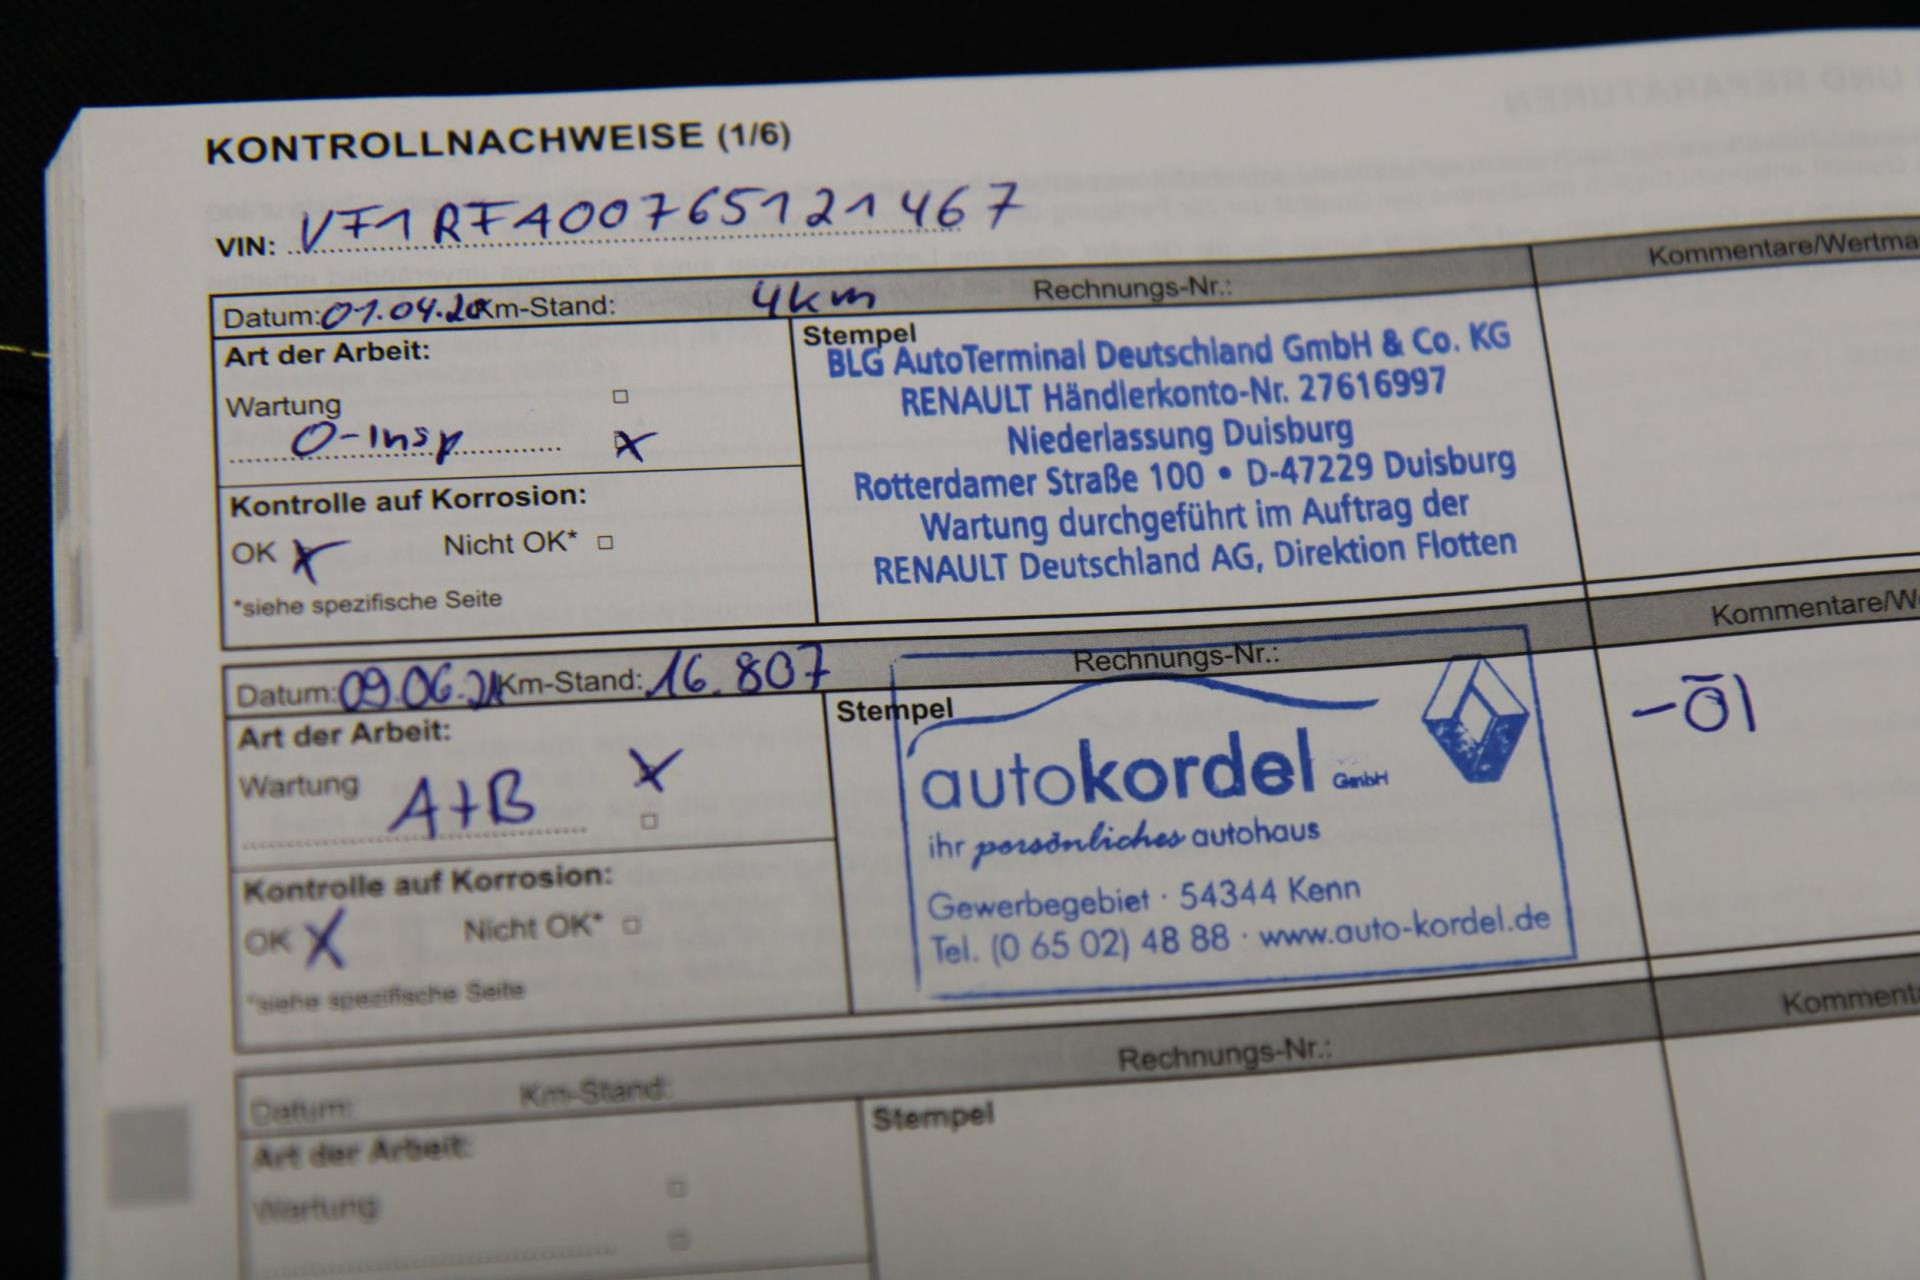 KONTROLLNACHWEISE (1/6)
VIN: VF1RFA00765121467
Datum: 01.04.20 Km-Stand: 4km Rechnungs-Nr.: Kommentare/Wertma
Art der Arbeit:
Wartung
0-Insp
Kontrolle auf Korrosion:
OK Nicht OK*
*siehe spezifische Seite
Stempel
BLG AutoTerminal Deutschland GmbH & Co. KG
RENAULT Händlerkonto-Nr. 27616997
Niederlassung Duisburg
Rotterdamer Straße 100 • D-47229 Duisburg
Wartung durchgeführt im Auftrag der
RENAULT Deutschland AG, Direktion Flotten
Datum: 09.06.21 Km-Stand: 16.807 Rechnungs-Nr.: Kommentare/We
Art der Arbeit:
Wartung
A+B
Kontrolle auf Korrosion:
OK Nicht OK*
*siehe spezifische Seite
Stempel
autokordel GmbH
ihr persönliches autohaus
Gewerbegebiet · 54344 Kenn
Tel. (0 65 02) 48 88 · www.auto-kordel.de
-Öl
Datum: Km-Stand: Rechnungs-Nr.: Komment
Art der Arbeit:
Wartung
Stempel